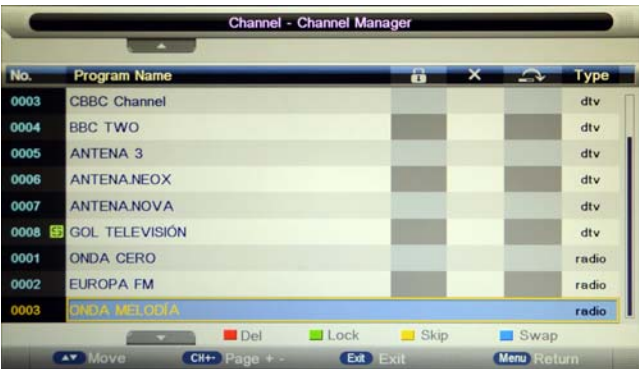 Channel - Channel Manager
No. Program Name Type
0003 CBBC Channel dtv
0004 BBC TWO dtv
0005 ANTENA 3 dtv
0006 ANTENA.NEOX dtv
0007 ANTENA.NOVA dtv
0008 GOL TELEVISIÓN dtv
0001 ONDA CERO radio
0002 EUROPA FM radio
0003 ONDA MELODÍA radio
Del Lock Skip Swap
Move CH+- Page + - Exit Exit Menu Return